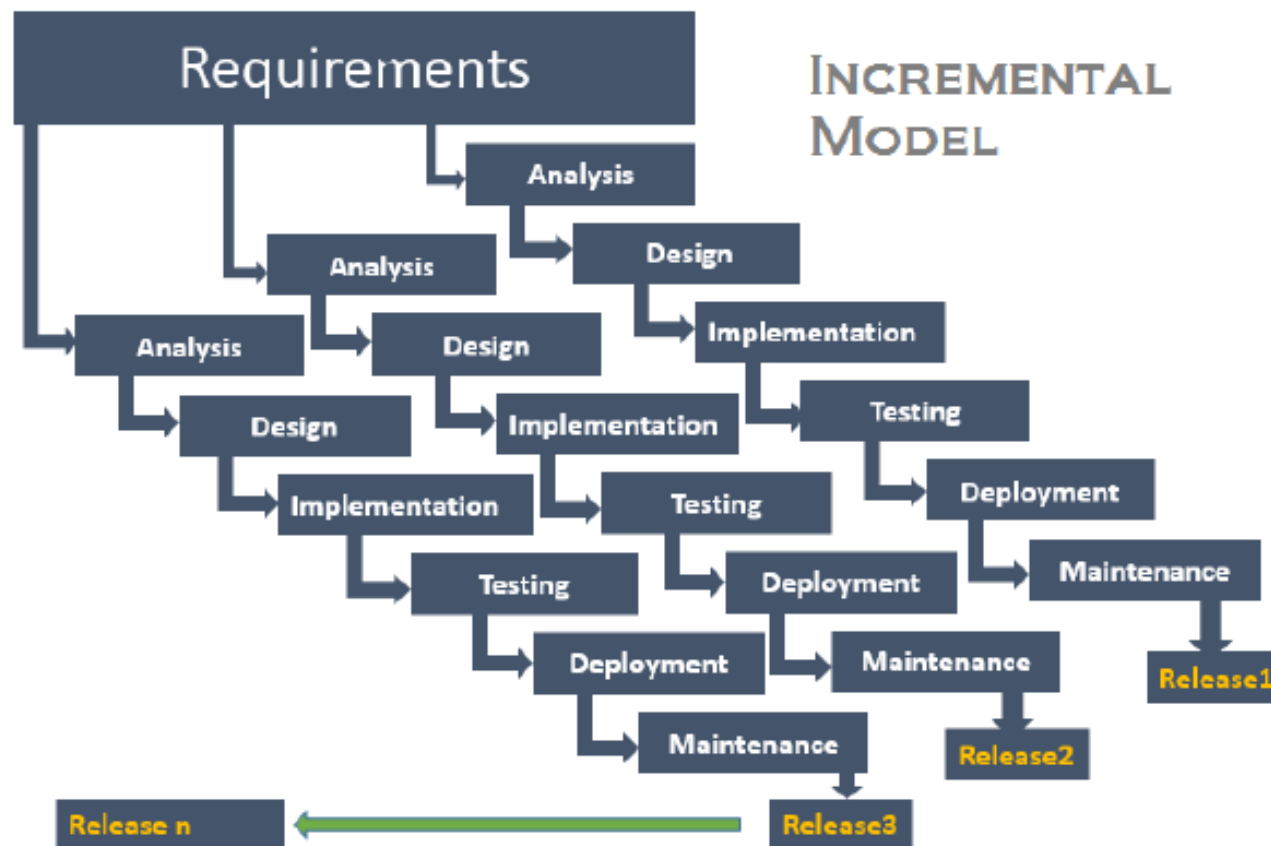 Requirements
INCREMENTAL
MODEL
Analysis
Design
Implementation
Testing
Deployment
Maintenance
Release1
Analysis
Design
Implementation
Testing
Deployment
Maintenance
Release2
Analysis
Design
Implementation
Testing
Deployment
Maintenance
Release3
Release n